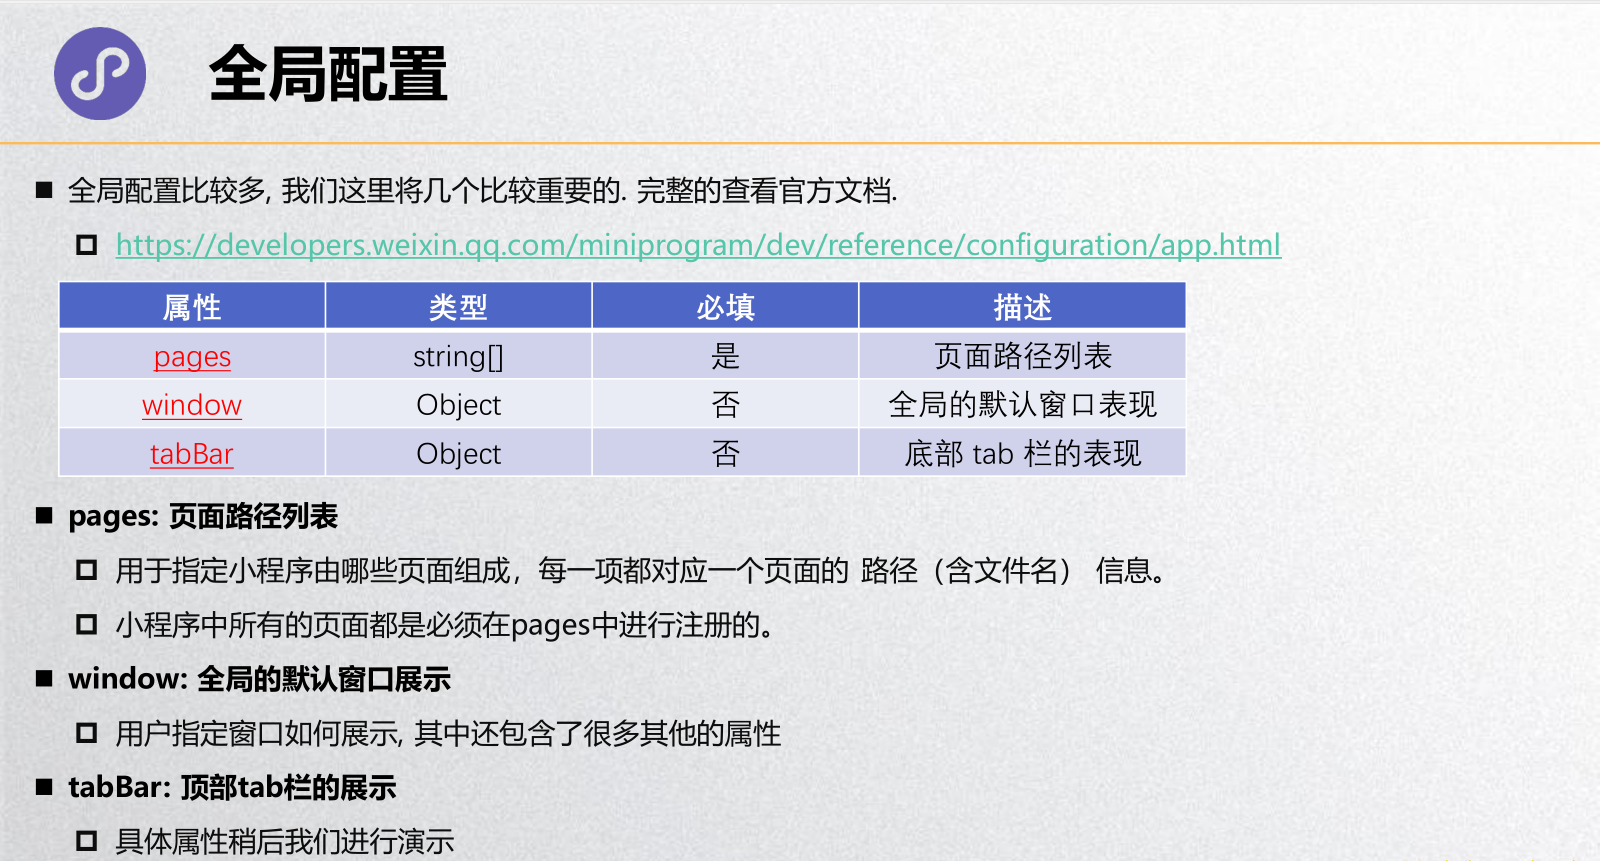 全局配置
全局配置比较多, 我们这里将几个比较重要的. 完整的查看官方文档.
https://developers.weixin.qq.com/miniprogram/dev/reference/configuration/app.html
属性 类型 必填 描述
pages string[] 是 页面路径列表
window Object 否 全局的默认窗口表现
tabBar Object 否 底部 tab 栏的表现
pages: 页面路径列表
用于指定小程序由哪些页面组成，每一项都对应一个页面的 路径（含文件名） 信息。
小程序中所有的页面都是必须在pages中进行注册的。
window: 全局的默认窗口展示
用户指定窗口如何展示, 其中还包含了很多其他的属性
tabBar: 顶部tab栏的展示
具体属性稍后我们进行演示